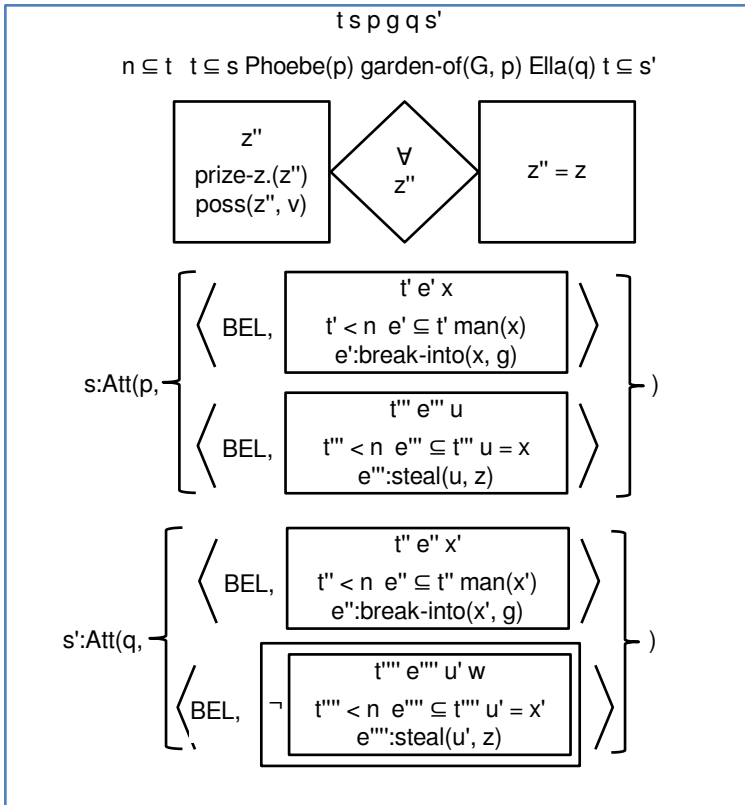 t s p g q s'
n ⊆ t t ⊆ s Phoebe(p) garden-of(G, p) Ella(q) t ⊆ s'
z''
prize-z.(z'')
poss(z'', v)
∀
z''
z'' = z
s:Att(p,
BEL,
t' e' x
t' < n e' ⊆ t' man(x)
e':break-into(x, g)
BEL,
t''' e''' u
t''' < n e''' ⊆ t''' u = x
e''':steal(u, z)
)
s':Att(q,
BEL,
t'' e'' x'
t'' < n e'' ⊆ t'' man(x')
e'':break-into(x', g)
BEL,
¬
t'''' e'''' u' w
t'''' < n e'''' ⊆ t'''' u' = x'
e'''':steal(u', z)
)